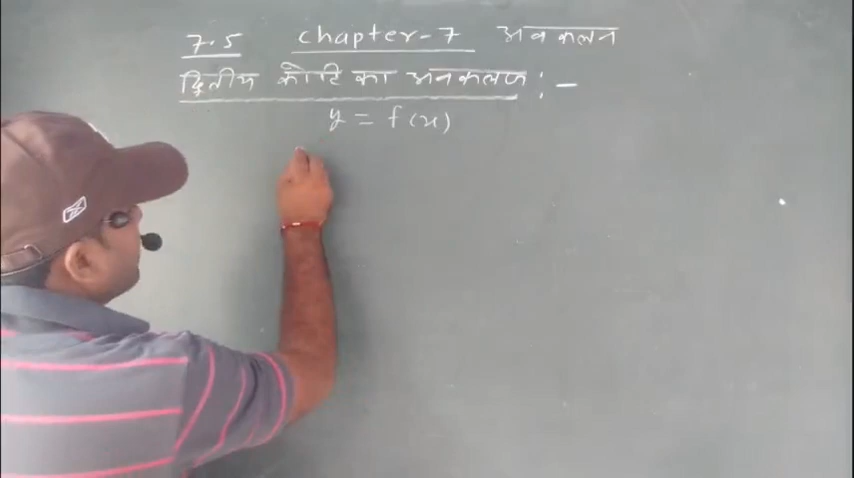 7.5 chapter-7 अवकलन
द्वितीय कोटि का अवकलज :-
y = f(x)